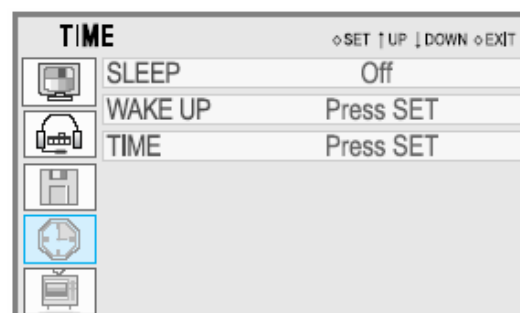 TIME ◇SET ↑UP ↓DOWN ◇EXIT
SLEEP Off
WAKE UP Press SET
TIME Press SET